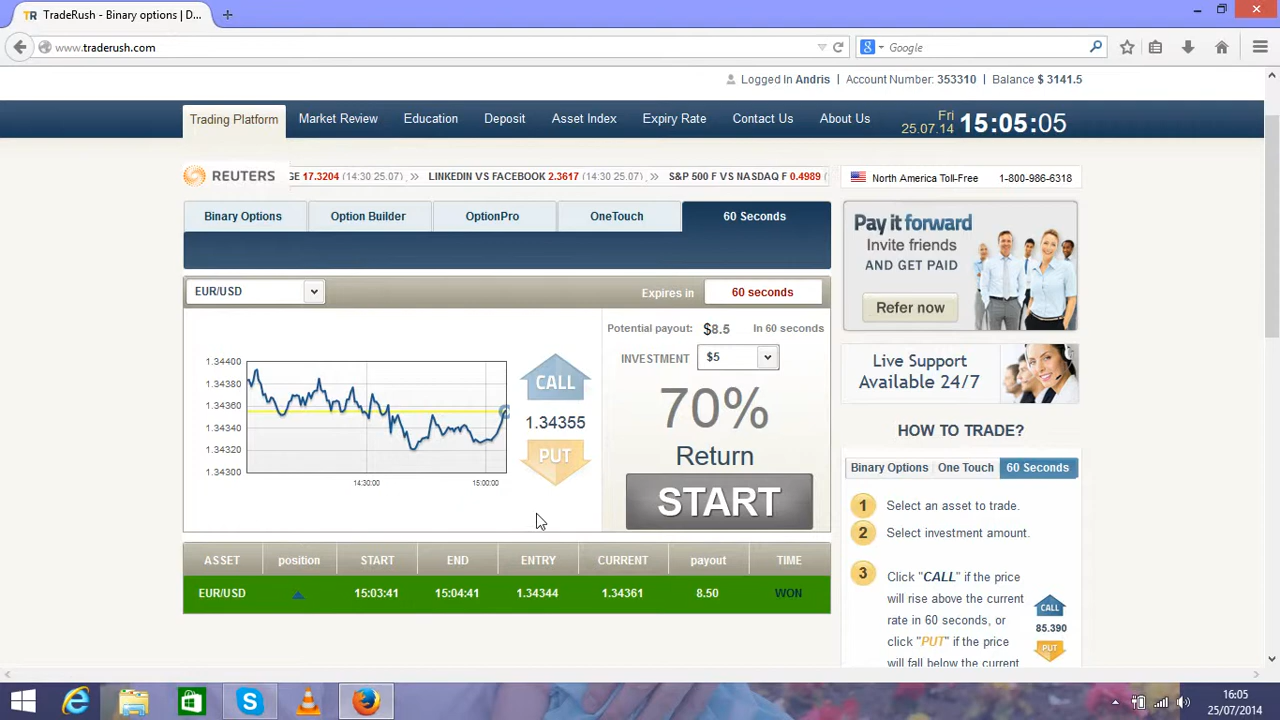 TR TradeRush - Binary options | D...
www.traderush.com
Google
Logged In Andris | Account Number: 353310 | Balance $ 3141.5
Trading Platform Market Review Education Deposit Asset Index Expiry Rate Contact Us About Us
Fri
25.07.14 15:05:05
REUTERS GE 17.3204 (14:30 25.07) LINKEDIN VS FACEBOOK 2.3617 (14:30 25.07) S&P 500 F VS NASDAQ F 0.4989
North America Toll-Free 1-800-986-6318
Binary Options Option Builder OptionPro OneTouch 60 Seconds
Pay it forward
Invite friends
AND GET PAID
Refer now
EUR/USD Expires in 60 seconds
Potential payout: $8.5 In 60 seconds
INVESTMENT $5
1.34400
1.34380
1.34360
1.34340
1.34320
1.34300
14:30:00 15:00:00
CALL
1.34355
PUT
70%
Return
START
Live Support
Available 24/7
HOW TO TRADE?
Binary Options One Touch 60 Seconds
1 Select an asset to trade.
2 Select investment amount.
3 Click "CALL" if the price
will rise above the current
rate in 60 seconds, or
click "PUT" if the price
will fall below the current
CALL
85.390
PUT
ASSET position START END ENTRY CURRENT payout TIME
EUR/USD 15:03:41 15:04:41 1.34344 1.34361 8.50 WON
16:05
25/07/2014